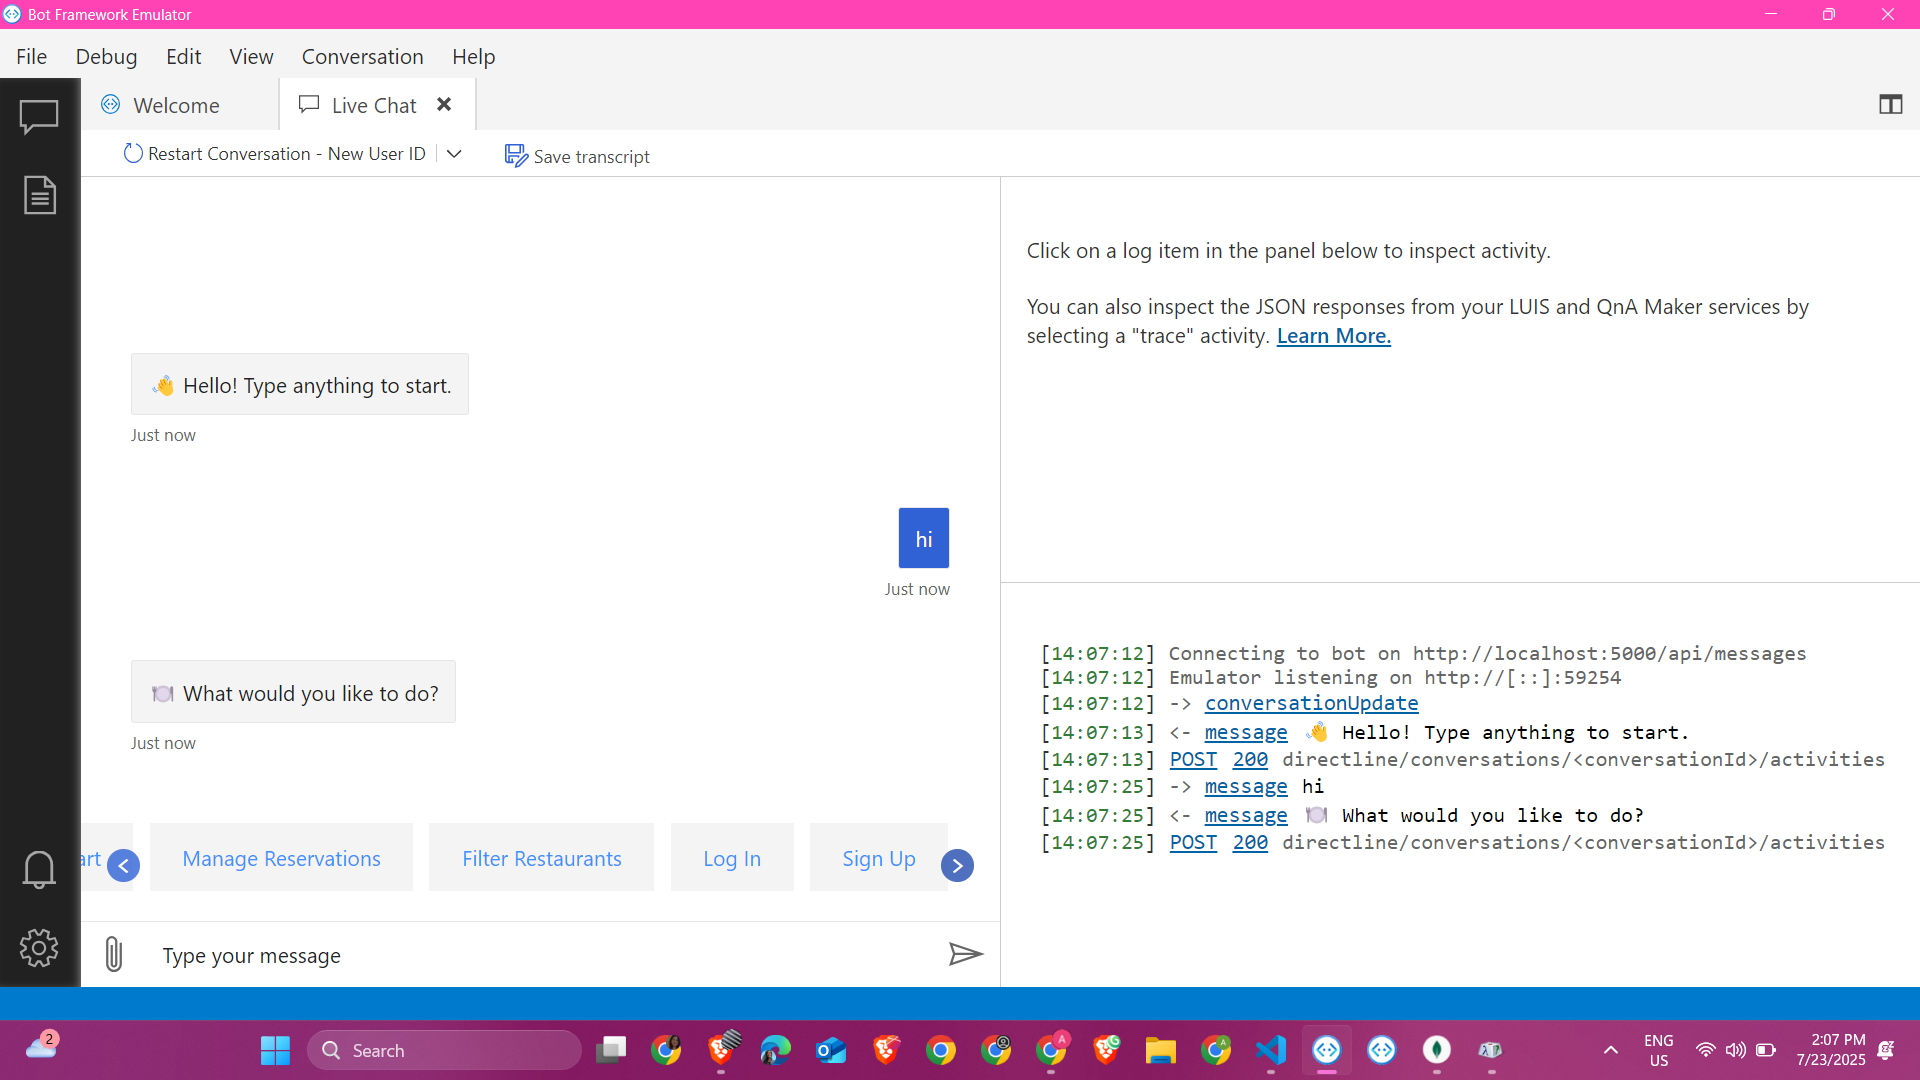 Bot Framework Emulator
File Debug Edit View Conversation Help
Welcome
Live Chat
Restart Conversation - New User ID
Save transcript
👋 Hello! Type anything to start.
Just now
hi
Just now
🍽️ What would you like to do?
Just now
art
Manage Reservations
Filter Restaurants
Log In
Sign Up
Type your message
Click on a log item in the panel below to inspect activity.
You can also inspect the JSON responses from your LUIS and QnA Maker services by
selecting a "trace" activity. Learn More.
[14:07:12] Connecting to bot on http://localhost:5000/api/messages
[14:07:12] Emulator listening on http://[::]:59254
[14:07:12] -> conversationUpdate
[14:07:13] <- message 👋 Hello! Type anything to start.
[14:07:13] POST 200 directline/conversations/<conversationId>/activities
[14:07:25] -> message hi
[14:07:25] <- message 🍽️ What would you like to do?
[14:07:25] POST 200 directline/conversations/<conversationId>/activities
2
Search
ENG
US
2:07 PM
7/23/2025